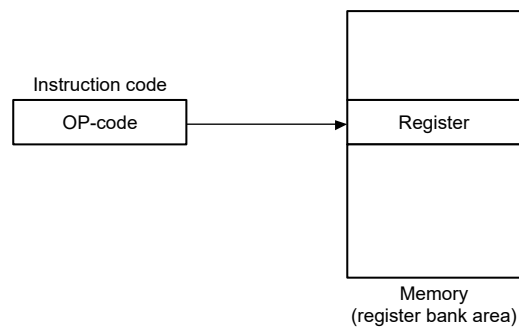 Instruction code
OP-code
Register
Memory
(register bank area)